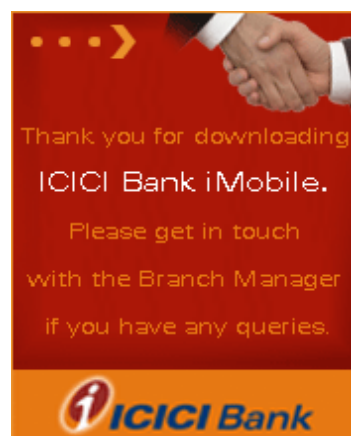 Thank you for downloading
ICICI Bank iMobile.
Please get in touch
with the Branch Manager
if you have any queries.
i ICICI Bank